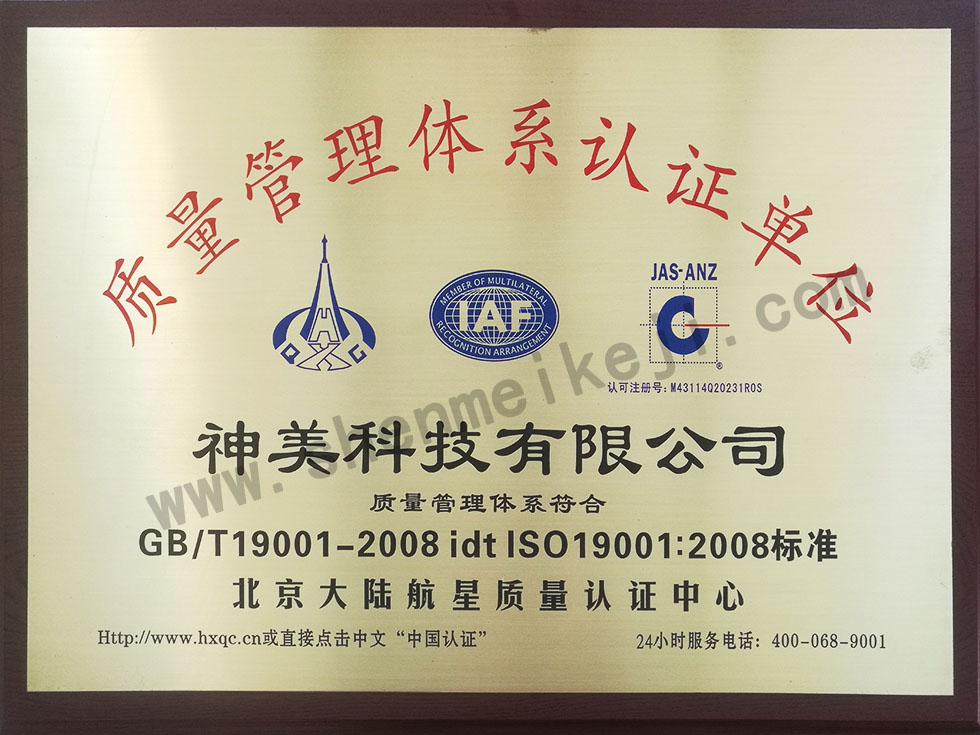 质量管理体系认证单位
QXHC
MEMBER OF MULTILATERAL
IAF
RECOGNITION ARRANGEMENT
JAS-ANZ
C
®
认可注册号:M43114Q20231R0S
www.shenmeikeji.com
神美科技有限公司
质量管理体系符合
GB/T19001-2008 idt ISO19001:2008标准
北京大陆航星质量认证中心
Http://www.hxqc.cn或直接点击中文“中国认证”
24小时服务电话:400-068-9001